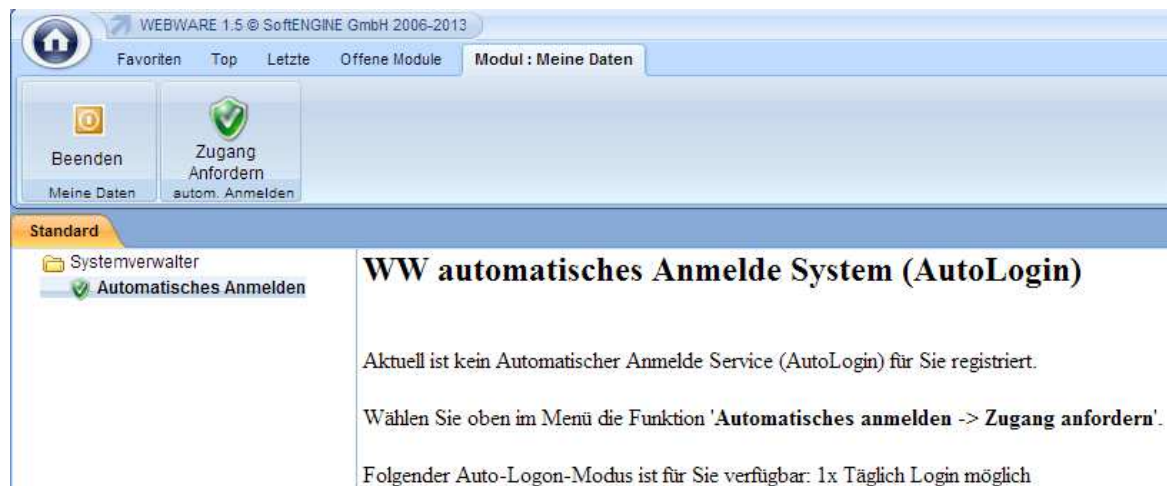 WEBWARE 1.5 © SoftENGINE GmbH 2006-2013
Favoriten Top Letzte Offene Module Modul : Meine Daten
Beenden
Meine Daten
Zugang
Anfordern
autom. Anmelden
Standard
Systemverwalter
Automatisches Anmelden
WW automatisches Anmelde System (AutoLogin)
Aktuell ist kein Automatischer Anmelde Service (AutoLogin) für Sie registriert.
Wählen Sie oben im Menü die Funktion 'Automatisches anmelden -> Zugang anfordern'.
Folgender Auto-Logon-Modus ist für Sie verfügbar: 1x Täglich Login möglich